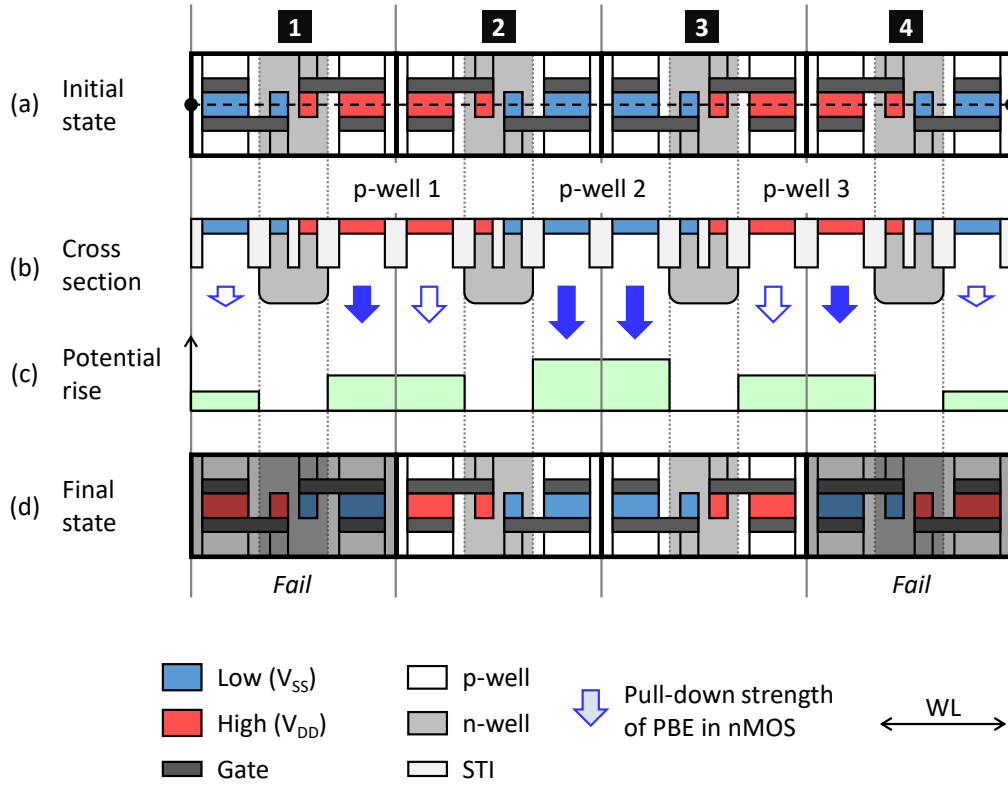 1 2 3 4
(a) Initial
state
p-well 1 p-well 2 p-well 3
(b) Cross
section
(c) Potential
rise
(d) Final
state
Fail Fail
Low (VSS) p-well
Pull-down strength
of PBE in nMOS
WL
High (VDD) n-well
Gate STI